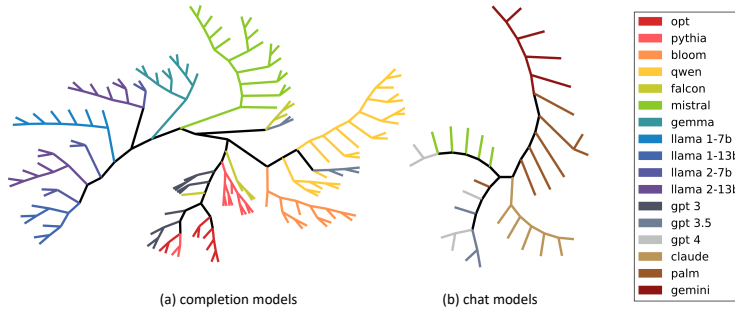 opt
pythia
bloom
qwen
falcon
mistral
gemma
llama 1-7b
llama 1-13b
llama 2-7b
llama 2-13b
gpt 3
gpt 3.5
gpt 4
claude
palm
gemini
(a) completion models
(b) chat models